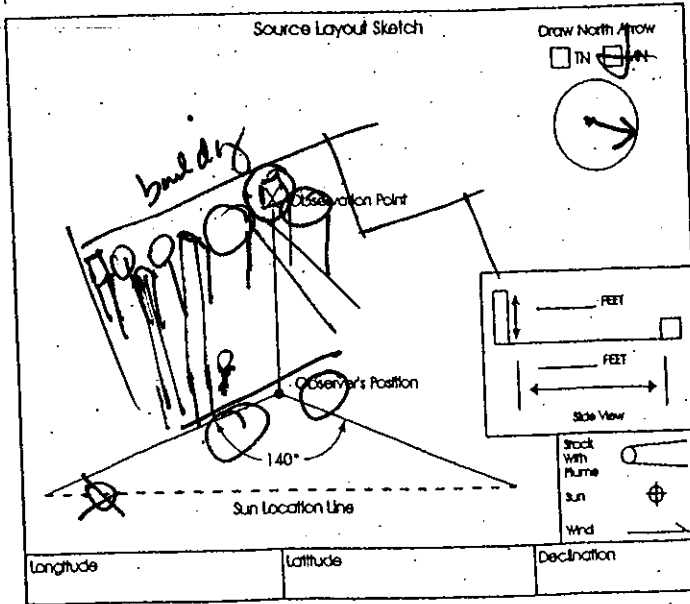 Source Layout Sketch
Draw North Arrow
TN
building
Observation Point
FEET
FEET
Side View
Observer's Position
140°
Sun Location Line
Stack
With
Plume
Sun
Wind
Longitude
Latitude
Declination